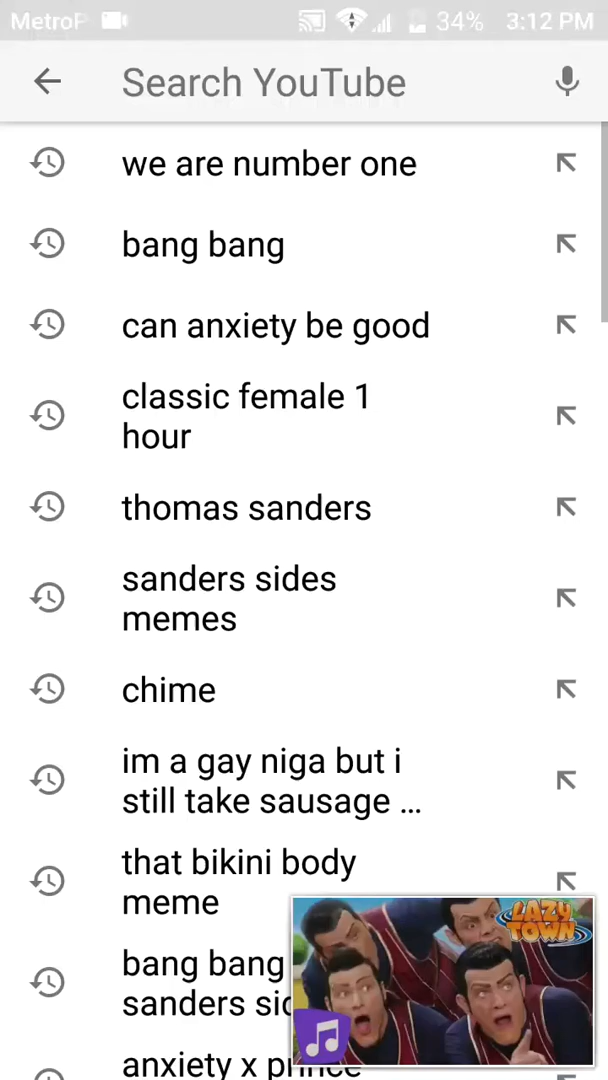 MetroP 34% 3:12 PM
Search YouTube
we are number one
bang bang
can anxiety be good
classic female 1
hour
thomas sanders
sanders sides
memes
chime
im a gay niga but i
still take sausage ...
that bikini body
meme
LAZY
TOWN
bang bang
sanders sid
anxiety x prince